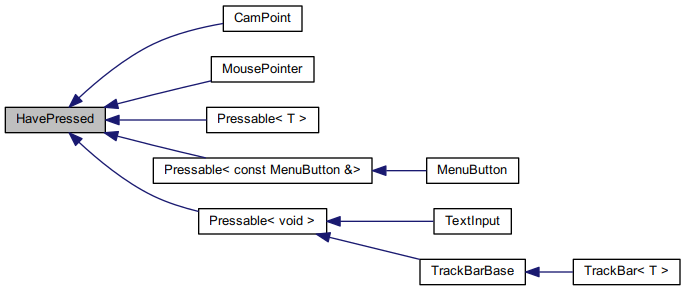 CamPoint
MousePointer
HavePressed
Pressable< T >
Pressable< const MenuButton &>
MenuButton
Pressable< void >
TextInput
TrackBarBase
TrackBar< T >